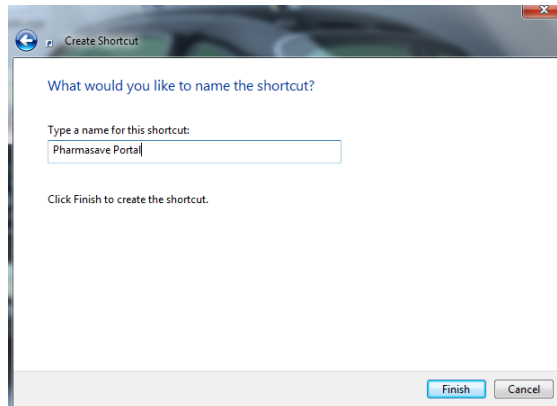 Create Shortcut
What would you like to name the shortcut?
Type a name for this shortcut:
Pharmasave Portal
Click Finish to create the shortcut.
Finish Cancel